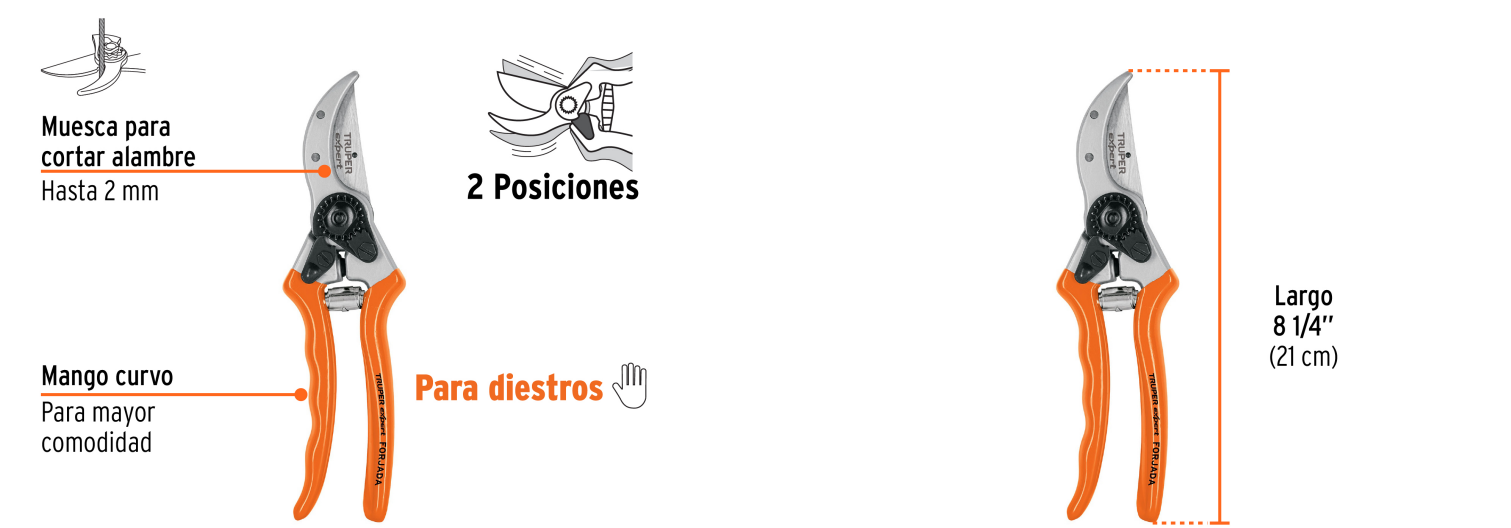 Muesca para
cortar alambre
Hasta 2 mm
2 Posiciones
TRUPER
expert
Mango curvo
Para mayor
comodidad
Para diestros
TRUPER expert FORJADA
TRUPER
expert
Largo
8 1/4”
(21 cm)
TRUPER expert FORJADA